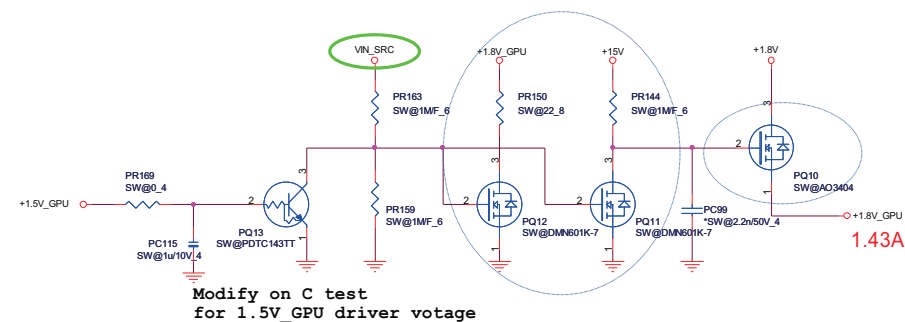 VIN_SRC
+1.8V_GPU
+15V
+1.8V
PR163
SW@1M/F_6
PR150
SW@22_8
PR144
SW@1M/F_6
3
2
PQ10
SW@AO3404
1
+1.8V_GPU
1.43A
PR169
SW@0_4
+1.5V_GPU
2
3
1
PQ13
SW@PDTC143TT
PR159
SW@1M/F_6
3
2
1
PQ12
SW@DMN601K-7
3
2
1
PQ11
SW@DMN601K-7
PC99
*SW@2.2n/50V_4
PC115
SW@1u/10V_4
Modify on C test
for 1.5V_GPU driver votage